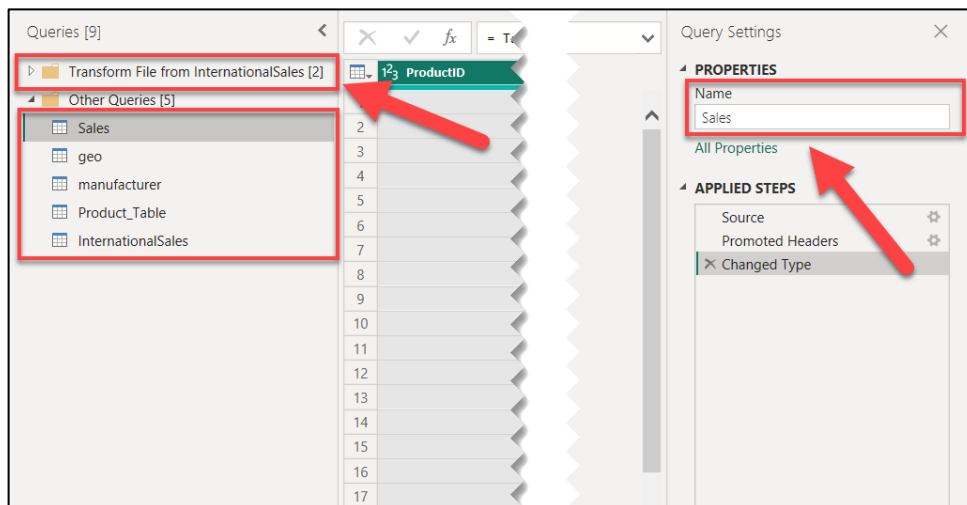 Queries [9]
Transform File from InternationalSales [2]
Other Queries [5]
Sales
geo
manufacturer
Product_Table
InternationalSales
fx
= T
1²3 ProductID
2
3
4
5
6
7
8
9
10
11
12
13
14
15
16
17
Query Settings
PROPERTIES
Name
Sales
All Properties
APPLIED STEPS
Source
Promoted Headers
Changed Type